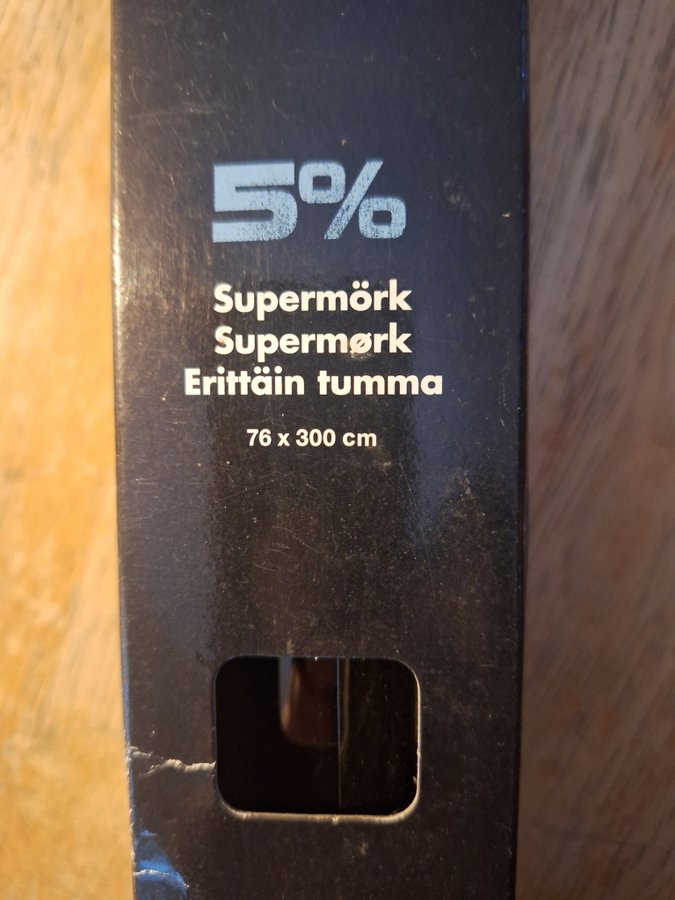 5%
Supermörk
Supermørk
Erittäin tumma
76 x 300 cm